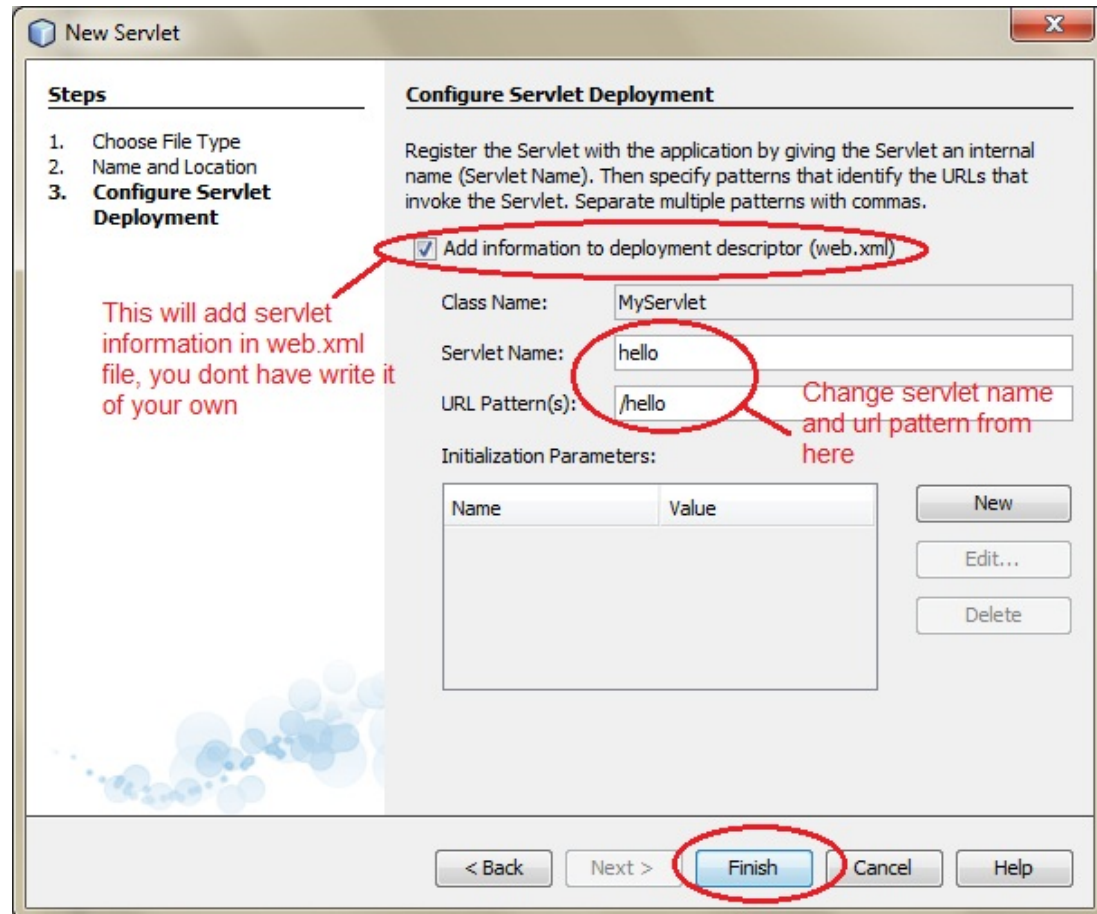 New Servlet
Steps
1. Choose File Type
2. Name and Location
3. Configure Servlet
Deployment
Configure Servlet Deployment
Register the Servlet with the application by giving the Servlet an internal
name (Servlet Name). Then specify patterns that identify the URLs that
invoke the Servlet. Separate multiple patterns with commas.
Add information to deployment descriptor (web.xml)
This will add servlet
information in web.xml
file, you dont have write it
of your own
Class Name: MyServlet
Servlet Name: hello
URL Pattern(s): /hello
Change servlet name
and url pattern from
here
Initialization Parameters:
Name Value
New
Edit...
Delete
< Back Next > Finish Cancel Help